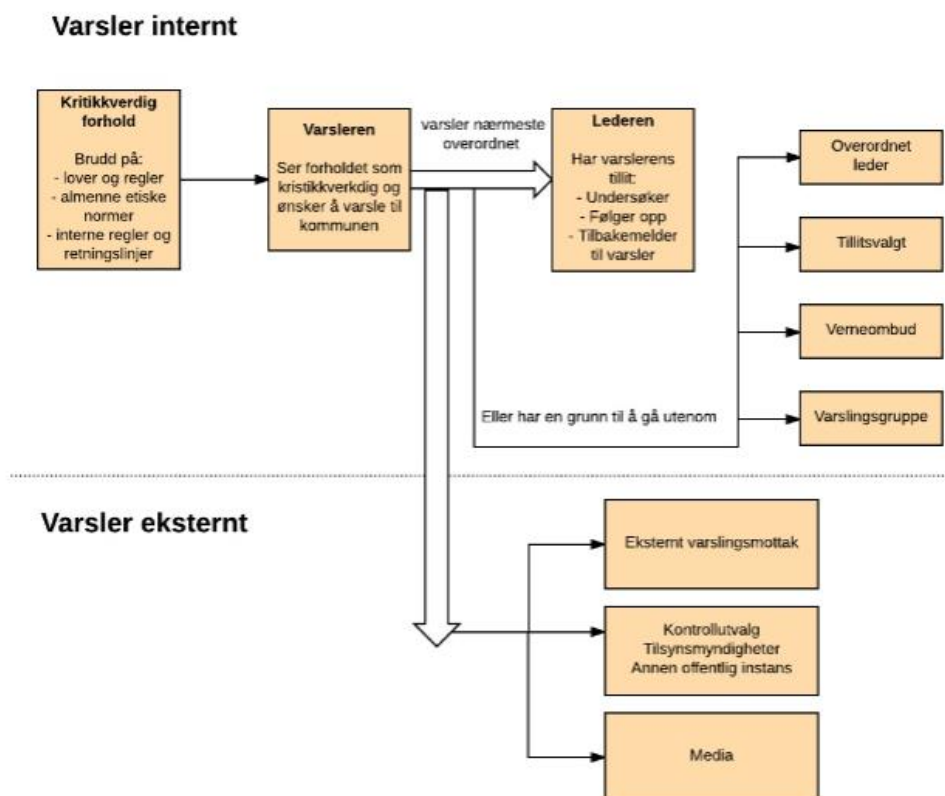 Varsler internt
Kritikkverdig
forhold
Brudd på:
- lover og regler
- almenne etiske
normer
- interne regler og
retningslinjer
Varsleren
Ser forholdet som
kristikkverkdig og
ønsker å varsle til
kommunen
varsler nærmeste
overordnet
Lederen
Har varslerens
tillit:
- Undersøker
- Følger opp
- Tilbakemelder
til varsler
Overordnet
leder
Tillitsvalgt
Verneombud
Varslingsgruppe
Eller har en grunn til å gå utenom
Varsler eksternt
Eksternt varslingsmottak
Kontrollutvalg
Tilsynsmyndigheter
Annen offentlig instans
Media